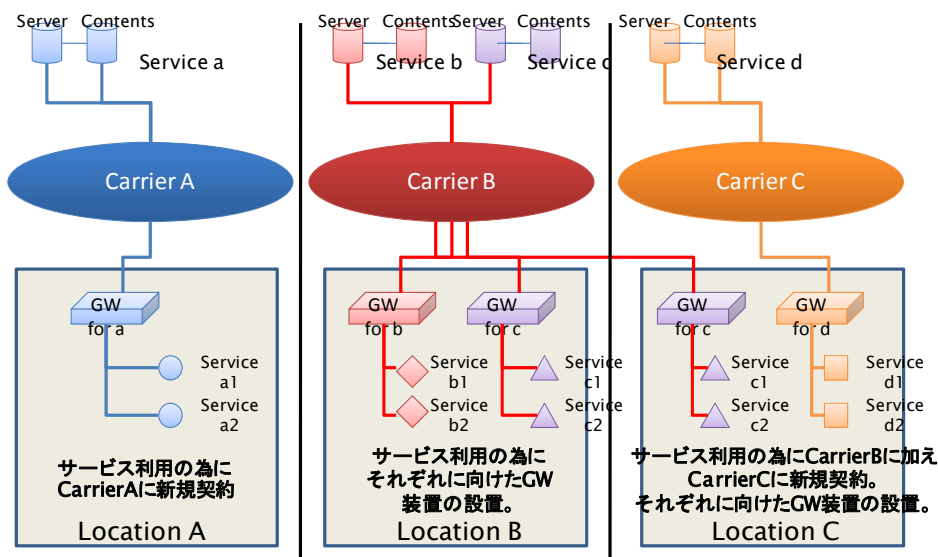 Server Contents
Service a
Server Contents
Service b
Server Contents
Service c
Server Contents
Service d
Carrier A
Carrier B
Carrier C
GW
for a
Service
a1
Service
a2
サービス利用の為に
CarrierAに新規契約
Location A
GW
for b
GW
for c
Service
b1
Service
b2
Service
c1
Service
c2
サービス利用の為に
それぞれに向けたGW
装置の設置。
Location B
GW
for c
GW
for d
Service
c1
Service
c2
Service
d1
Service
d2
サービス利用の為にCarrierBに加え
CarrierCに新規契約。
それぞれに向けたGW装置の設置。
Location C